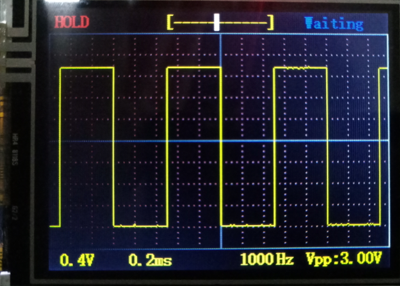 HOLD [----------------] Waiting
0.4V 0.2ms 1000Hz Vpp:3.00V